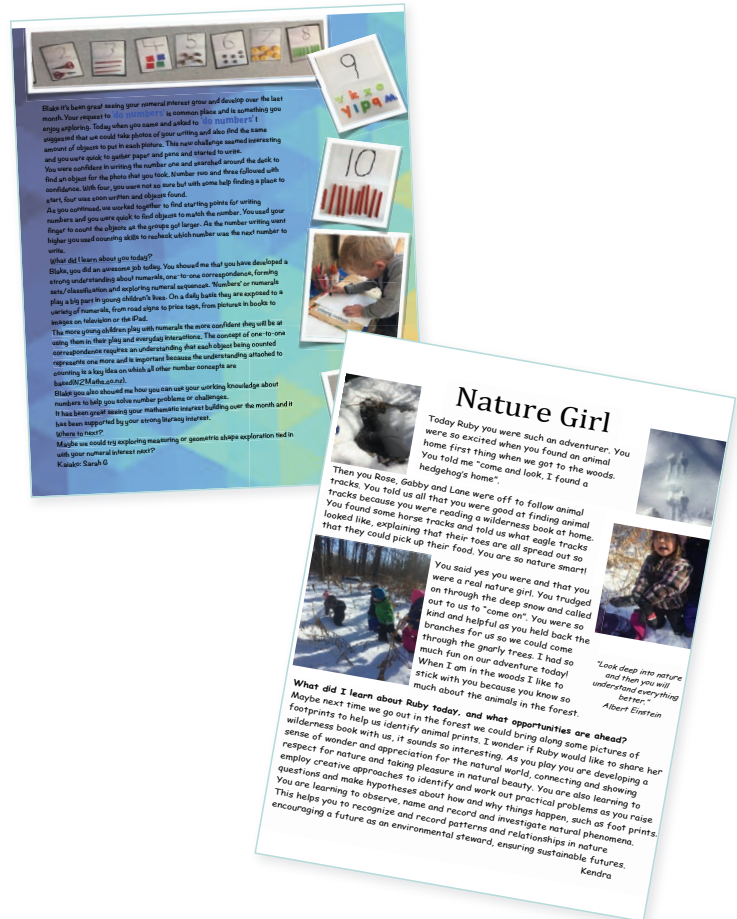 2
3
4
5
6
7
8
9
10
Blake it's been great seeing your numeral interest grow and develop over the last
month. Your request to 'do numbers' is common place and is something you
enjoy exploring. Today when you came and asked to 'do numbers' I
suggested that we could take photos of your writing and also find the same
amount of objects to put in each picture. This new challenge seemed interesting
and you were quick to gather paper and pens and started to write.
You were confident in writing the number one and searched around the deck to
find an object for the photo that you took. Number two and three followed with
confidence. With four, you were not so sure but with some help finding a place to
start, four was soon written and objects found.
As you continued, we worked together to find starting points for writing
numbers and you were quick to find objects to match the number. You used your
finger to count the objects as the groups got larger. As the number writing went
higher you used counting skills to recheck which number was the next number to
write.
What did I learn about you today?
Blake, you did an awesome job today. You showed me that you have developed a
strong understanding about numerals, one-to-one correspondence, forming
sets/classification and exploring numeral sequences. 'Numbers' or numerals
play a big part in young children's lives. On a daily basis they are exposed to a
variety of numerals, from road signs to price tags, from pictures in books to
images on television or the iPad.
The more young children play with numerals the more confident they will be at
using them in their play and everyday interactions. The concept of one-to-one
correspondence requires an understanding that each object being counted
represents one more and is important because the understanding attached to
counting is a key idea on which all other number concepts are
based(NZMaths.co.nz).
Blake you also showed me how you can use your working knowledge about
numbers to help you solve number problems or challenges.
It has been great seeing your mathematic interest building over the month and it
has been supported by your strong literacy interest.
Where to next?
Maybe we could try exploring measuring or geometric shape exploration tied in
with your numeral interest next?
Kaiako: Sarah G
Nature Girl
Today Ruby you were such an adventurer. You
were so excited when you found an animal
home first thing when we got to the woods.
You told me "come and look, I found a
hedgehog's home".
Then you Rose, Gabby and Lane were off to follow animal
tracks. You told us all that you were good at finding animal
tracks because you were reading a wilderness book at home.
You found some horse tracks and told us what eagle tracks
looked like, explaining that their toes are all spread out so
that they could pick up their food. You are so nature smart!
You said yes you were and that you
were a real nature girl. You trudged
on through the deep snow and called
out to us to "come on". You were so
kind and helpful as you held back the
branches for us so we could come
through the gnarly trees. I had so
much fun on our adventure today!
When I am in the woods I like to
stick with you because you know so
much about the animals in the forest.
"Look deep into nature
and then you will
understand everything
better."
Albert Einstein
What did I learn about Ruby today, and what opportunities are ahead?
Maybe next time we go out in the forest we could bring along some pictures of
footprints to help us identify animal prints. I wonder if Ruby would like to share her
wilderness book with us, it sounds so interesting. As you play you are developing a
sense of wonder and appreciation for the natural world, connecting and showing
respect for nature and taking pleasure in natural beauty. You are also learning to
employ creative approaches to identify and work out practical problems as you raise
questions and make hypotheses about how and why things happen, such as foot prints.
You are learning to observe, name and record and investigate natural phenomena.
This helps you to recognize and record patterns and relationships in nature
encouraging a future as an environmental steward, ensuring sustainable futures.
Kendra